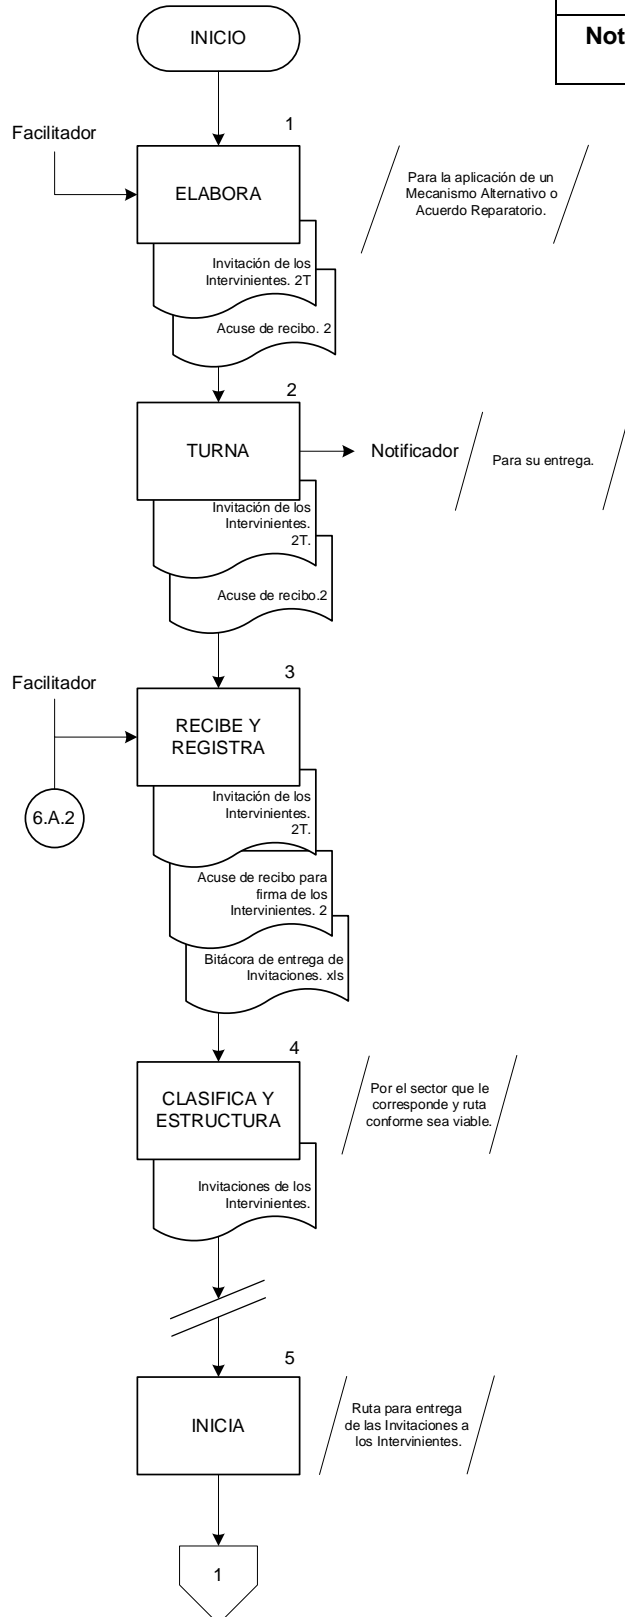 INICIO
Not
1
Facilitador
ELABORA
Para la aplicación de un
Mecanismo Alternativo o
Acuerdo Reparatorio.
Invitación de los
Intervinientes. 2T
Acuse de recibo. 2
2
TURNA
Notificador
Para su entrega.
Invitación de los
Intervinientes.
2T.
Acuse de recibo.2
3
Facilitador
RECIBE Y
REGISTRA
6.A.2
Invitación de los
Intervinientes.
2T.
Acuse de recibo para
firma de los
Intervinientes. 2
Bitácora de entrega de
Invitaciones. xls
4
CLASIFICA Y
ESTRUCTURA
Por el sector que le
corresponde y ruta
conforme sea viable.
Invitaciones de los
Intervinientes.
5
INICIA
Ruta para entrega
de las Invitaciones a
los Intervinientes.
1